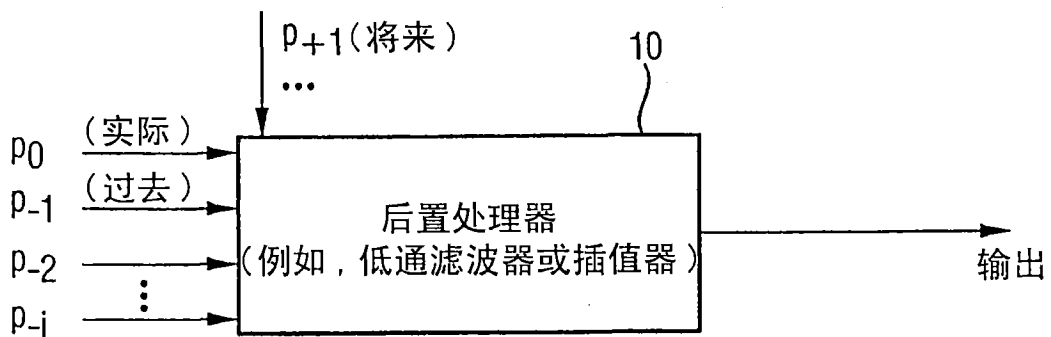 p+1(将来)
...
10
p0 (实际)
p-1 (过去)
p-2
⋮
p-i
后置处理器
(例如,低通滤波器或插值器)
输出